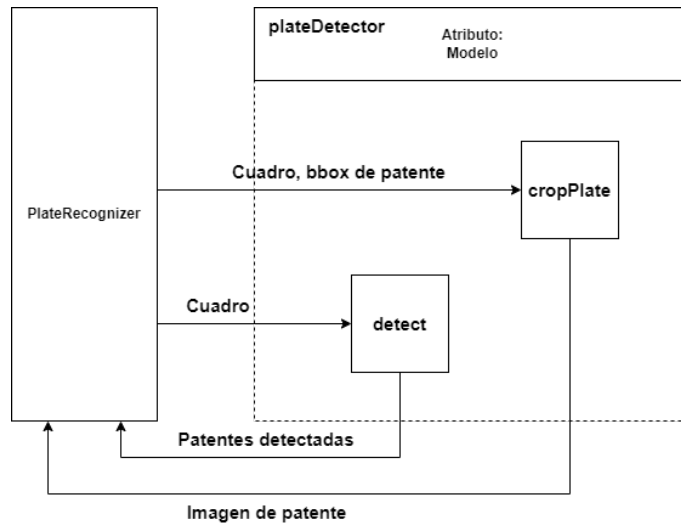 plateDetector
Atributo:
Modelo
Cuadro, bbox de patente
cropPlate
PlateRecognizer
Cuadro
detect
Patentes detectadas
Imagen de patente